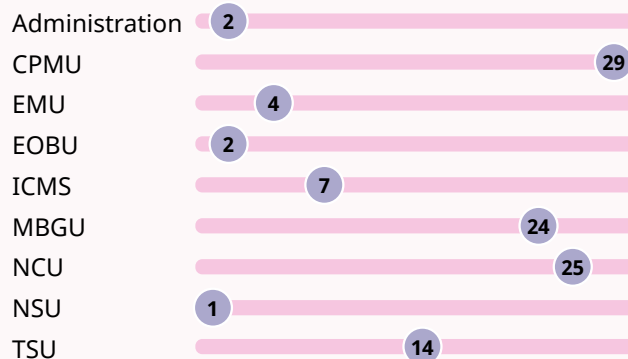 Administration 2
CPMU 29
EMU 4
EOBU 2
ICMS 7
MBGU 24
NCU 25
NSU 1
TSU 14